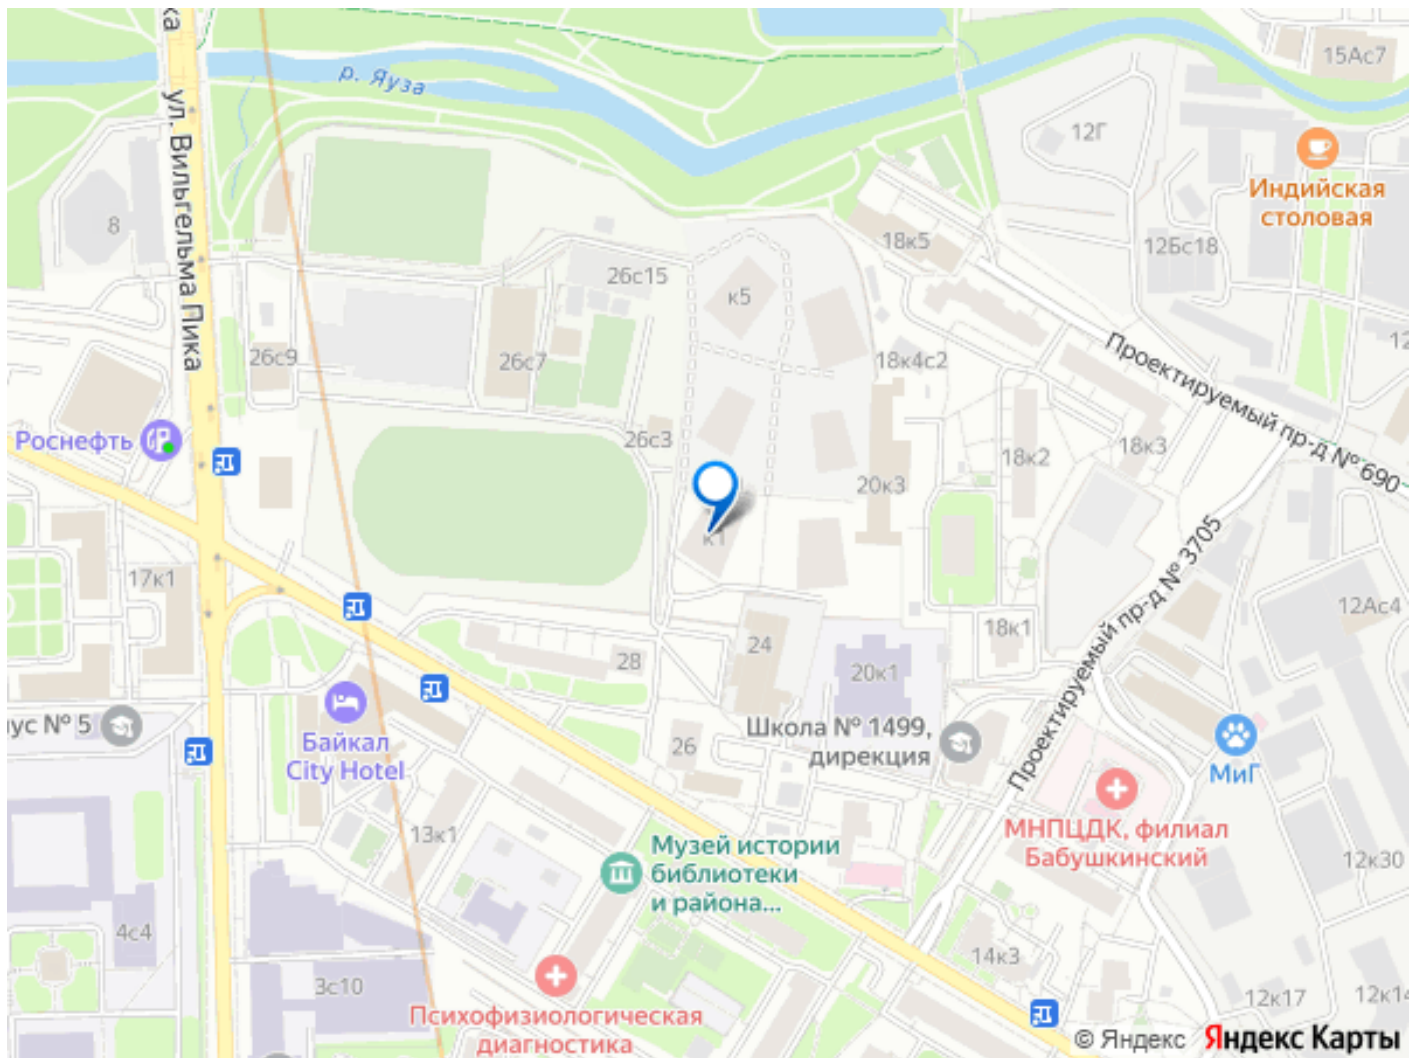 ка
р. Яуза
15Ас7
ул. Вильгельма Пика
12Г
Индийская
столовая
8
18к5
12Бс18
26с15
к5
Проектируемый пр-д № 690
26с9
26с7
18к4с2
12
Роснефть
26с3
18к2
18к3
20к3
к1
Проектируемый пр-д № 3705
17к1
12Ас4
18к1
28
24
20к1
ус № 5
Школа № 1499,
дирекция
26
Байкал
City Hotel
МиГ
13к1
МНПЦДК, филиал
Бабушкинский
Музей истории
библиотеки
и района...
12к30
4с4
14к3
3с10
12к17
12к14
Психофизиологическая
диагностика
© Яндекс Яндекс Карты